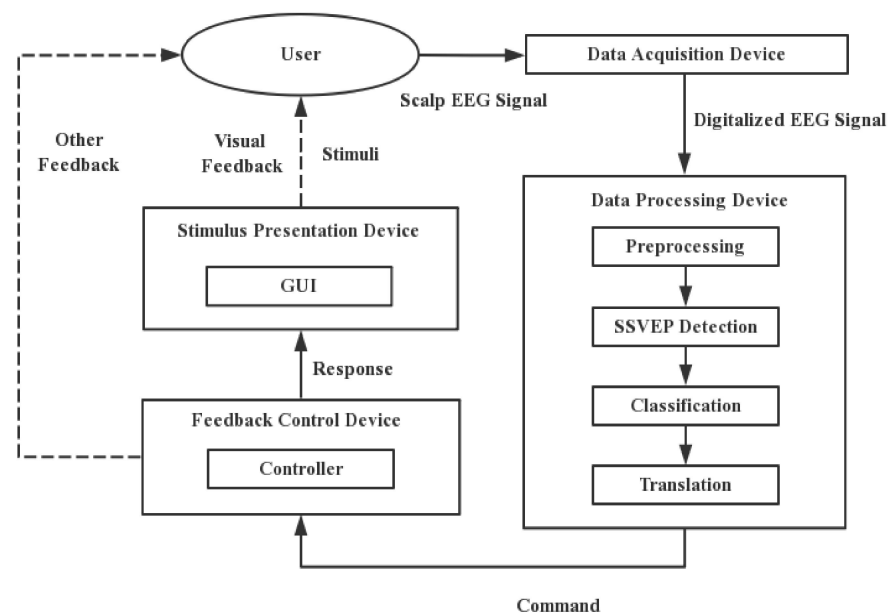 User
Data Acquisition Device
Scalp EEG Signal
Digitalized EEG Signal
Other
Feedback
Visual
Feedback
Stimuli
Stimulus Presentation Device
GUI
Data Processing Device
Preprocessing
SSVEP Detection
Classification
Translation
Response
Feedback Control Device
Controller
Command